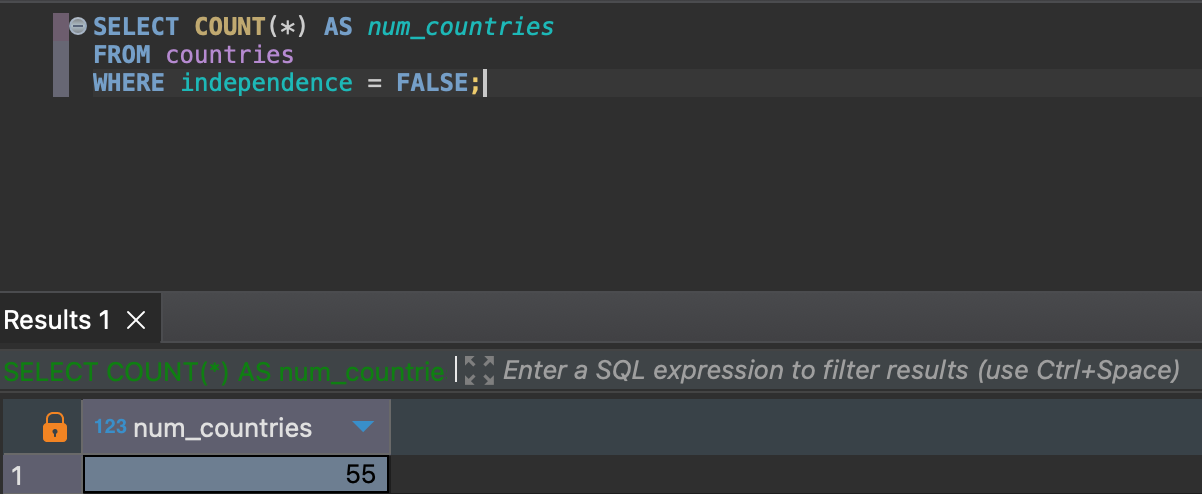 SELECT COUNT(*) AS num_countries
FROM countries
WHERE independence = FALSE;
Results 1
SELECT COUNT(*) AS num_countrie
Enter a SQL expression to filter results (use Ctrl+Space)
123 num_countries
1 55